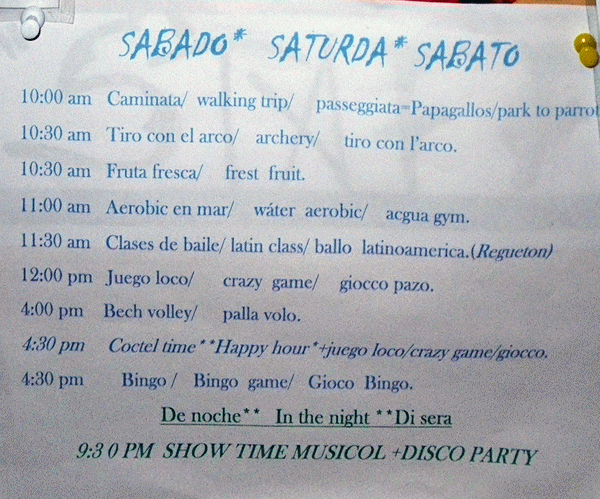 SABADO* SATURDA* SABATO
10:00 am Caminata/ walking trip/ passeggiata=Papagallos/park to parrot
10:30 am Tiro con el arco/ archery/ tiro con l'arco.
10:30 am Fruta fresca/ frest fruit.
11:00 am Aerobic en mar/ wáter aerobic/ acgua gym.
11:30 am Clases de baile/ latin class/ ballo latinoamerica.(Regueton)
12:00 pm Juego loco/ crazy game/ giocco pazo.
4:00 pm Bech volley/ palla volo.
4:30 pm Coctel time**Happy hour*+juego loco/crazy game/giocco.
4:30 pm Bingo / Bingo game/ Gioco Bingo.
De noche** In the night **Di sera
9:3 0 PM SHOW TIME MUSICOL +DISCO PARTY